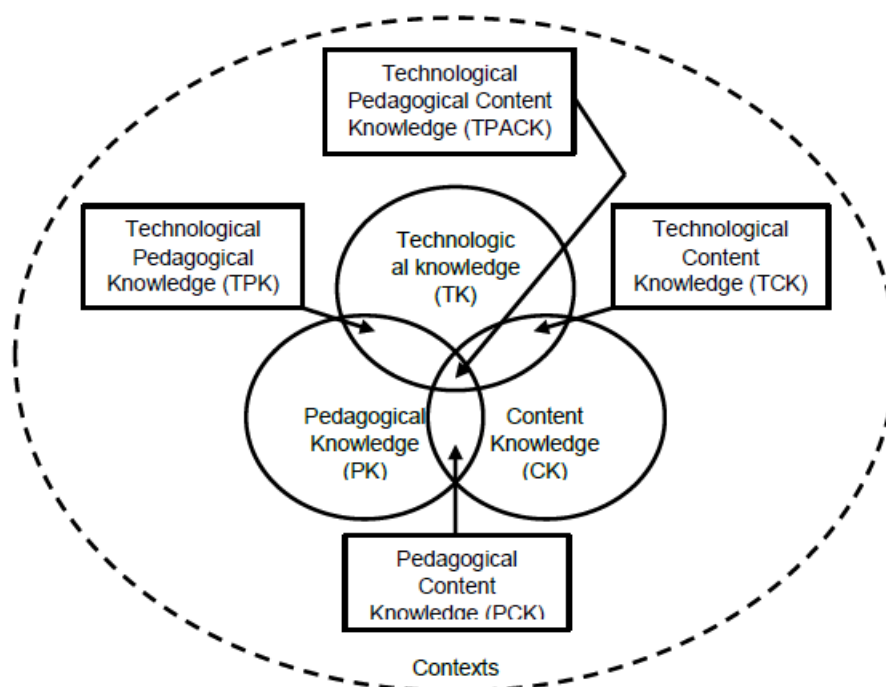 Technological
Pedagogical Content
Knowledge (TPACK)
Technological
Pedagogical
Knowledge (TPK)
Technologic
al knowledge
(TK)
Technological
Content
Knowledge (TCK)
Pedagogical
Knowledge
(PK)
Content
Knowledge
(CK)
Pedagogical
Content
Knowledge (PCK)
Contexts